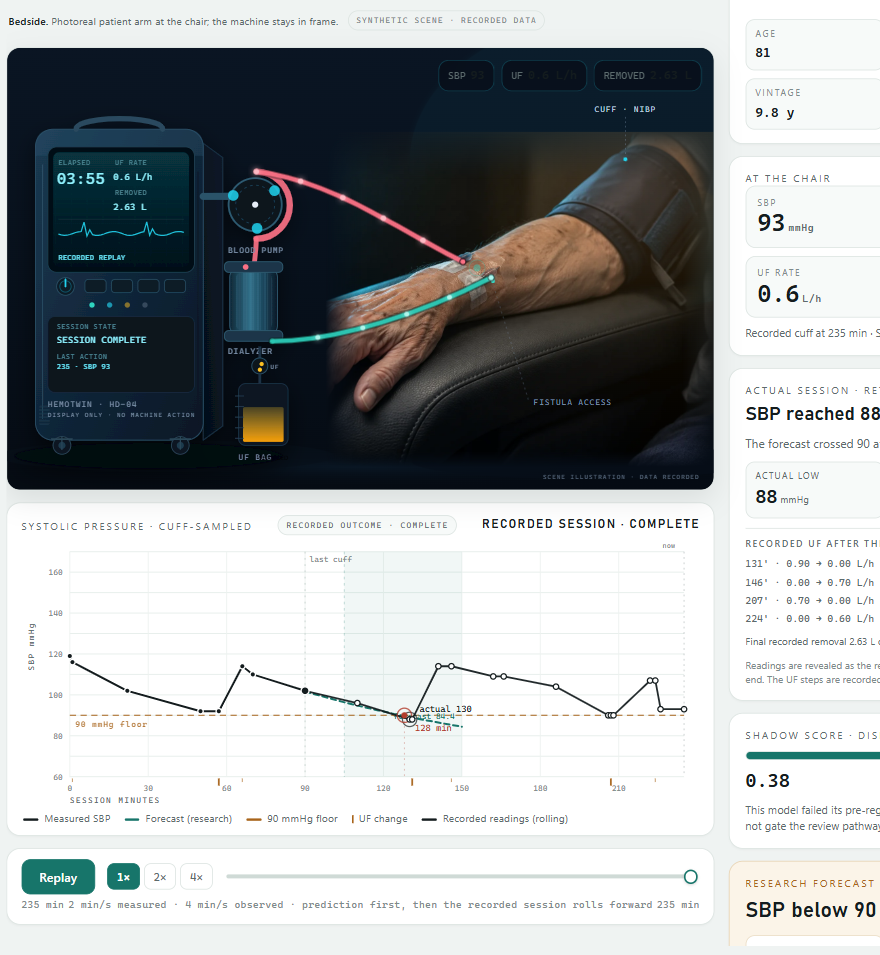 Bedside. Photoreal patient arm at the chair; the machine stays in frame.
SYNTHETIC SCENE · RECORDED DATA
SBP 93
UF 0.6 L/h
REMOVED 2.63 L
CUFF · NIBP
ELAPSED
UF RATE
03:55
0.6 L/h
REMOVED
2.63 L
RECORDED REPLAY
BLOOD PUMP
SESSION STATE
SESSION COMPLETE
LAST ACTION
235 · SBP 93
DIALYZER
UF
HEMOTWIN · HD-04
DISPLAY ONLY · NO MACHINE ACTION
UF BAG
FISTULA ACCESS
SCENE ILLUSTRATION · DATA RECORDED
SYSTOLIC PRESSURE · CUFF-SAMPLED
RECORDED OUTCOME · COMPLETE
RECORDED SESSION · COMPLETE
now
last cuff
160
140
120
100
80
60
SBP mmHg
actual 130
84.4
128 min
90 mmHg floor
0
30
60
90
120
150
180
210
SESSION MINUTES
Measured SBP
Forecast (research)
90 mmHg floor
UF change
Recorded readings (rolling)
Replay
1×
2×
4×
235 min
2 min/s measured · 4 min/s observed · prediction first, then the recorded session rolls forward
235 min
AGE
81
VINTAGE
9.8 y
AT THE CHAIR
SBP
93 mmHg
UF RATE
0.6 L/h
Recorded cuff at 235 min · S
ACTUAL SESSION · RE
SBP reached 88
The forecast crossed 90 a
ACTUAL LOW
88 mmHg
RECORDED UF AFTER TH
131' · 0.90 → 0.00 L/h
146' · 0.00 → 0.70 L/h
207' · 0.70 → 0.00 L/h
224' · 0.00 → 0.60 L/h
Final recorded removal 2.63 L
Readings are revealed as the re
end. The UF steps are recorded
SHADOW SCORE · DIS
0.38
This model failed its pre-reg
not gate the review pathway
RESEARCH FORECAST
SBP below 90